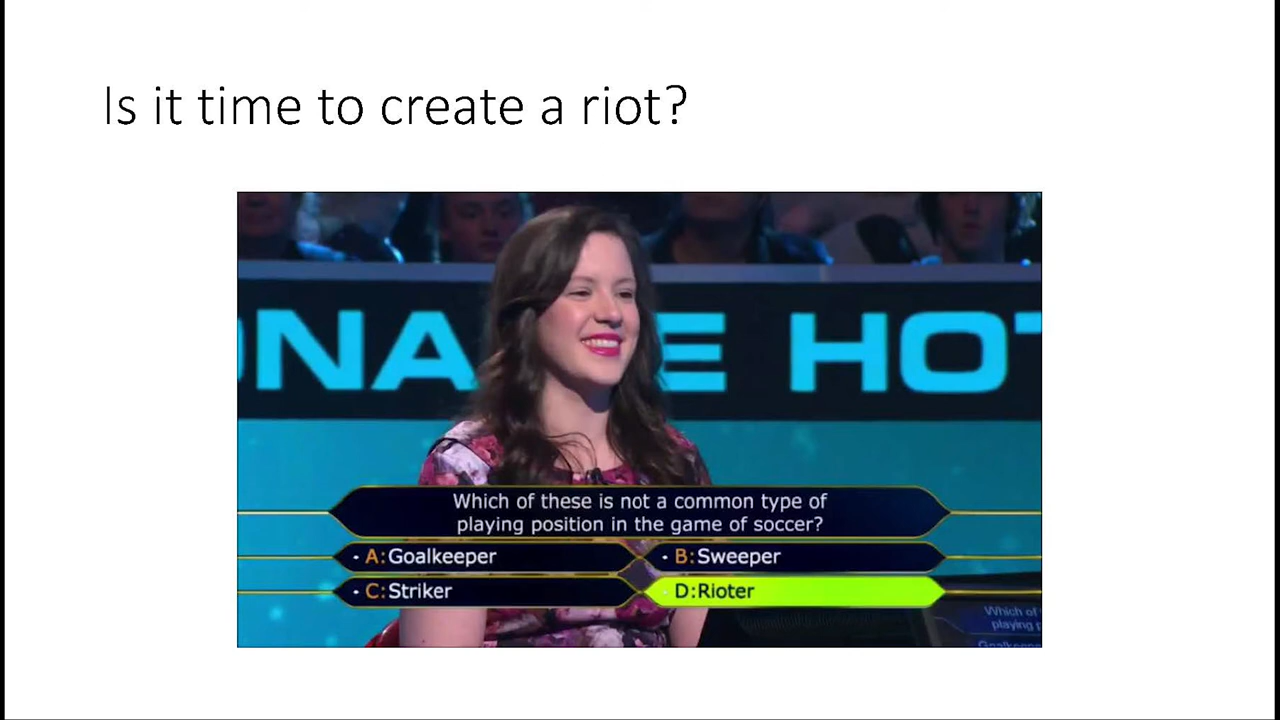 Is it time to create a riot?
ONA E HOT
Which of these is not a common type of
playing position in the game of soccer?
A: Goalkeeper
B: Sweeper
C: Striker
D: Rioter
Which of
playing p